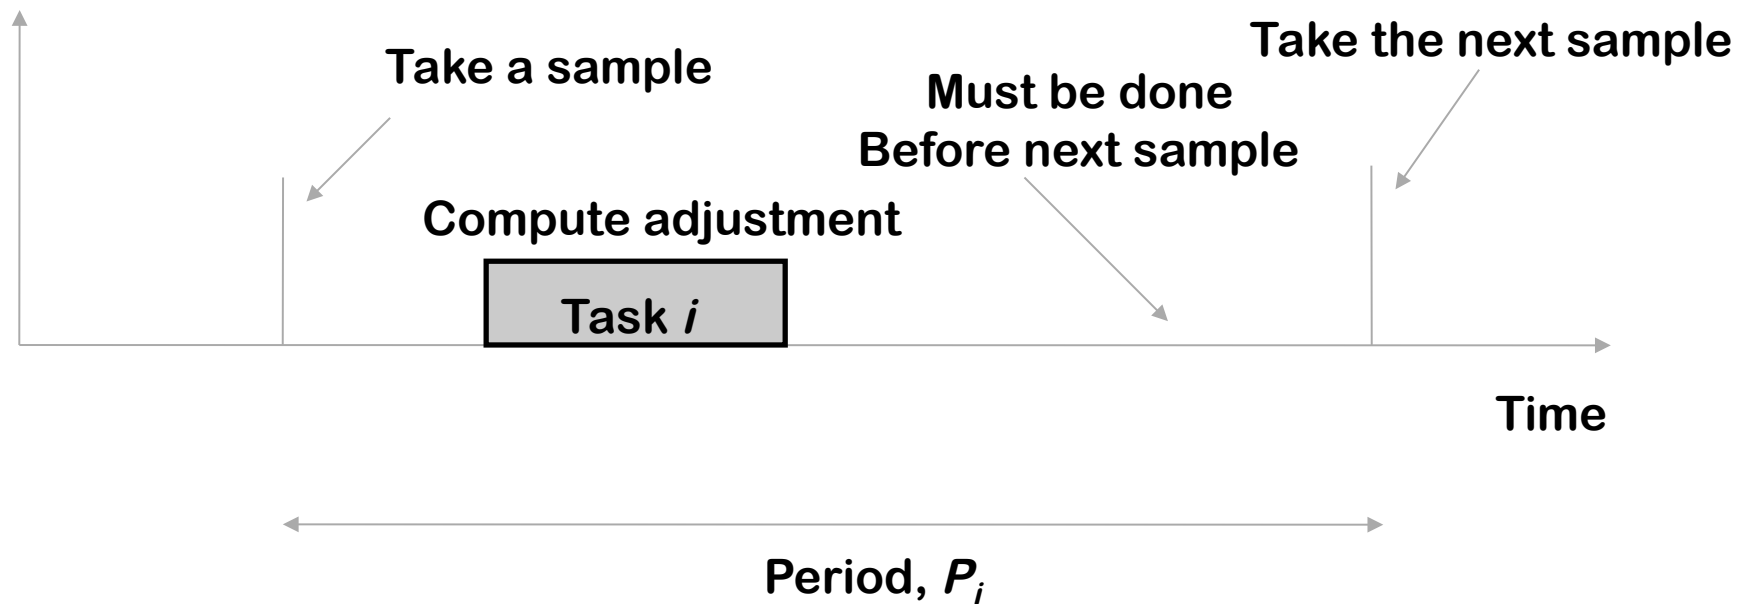 Take a sample
Take the next sample
Must be done
Before next sample
Compute adjustment
Task i
Time
Period, Pi